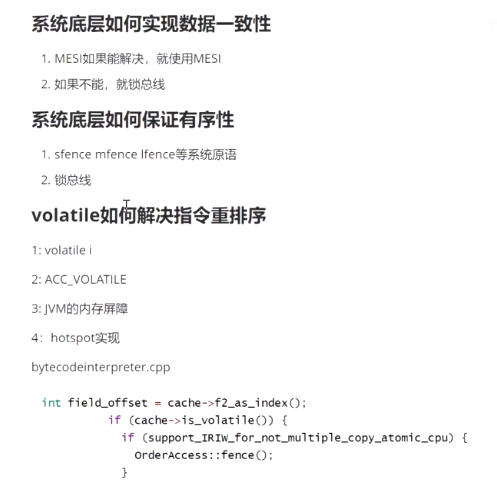 系统底层如何实现数据一致性
1. MESI如果能解决，就使用MESI
2. 如果不能，就锁总线
系统底层如何保证有序性
1. sfence mfence lfence等系统原语
2. 锁总线
volatile如何解决指令重排序
1: volatile i
2: ACC_VOLATILE
3: JVM的内存屏障
4：hotspot实现
bytecodeinterpreter.cpp
int field_offset = cache->f2_as_index();
if (cache->is_volatile()) {
if (support_IRIW_for_not_multiple_copy_atomic_cpu) {
OrderAccess::fence();
}